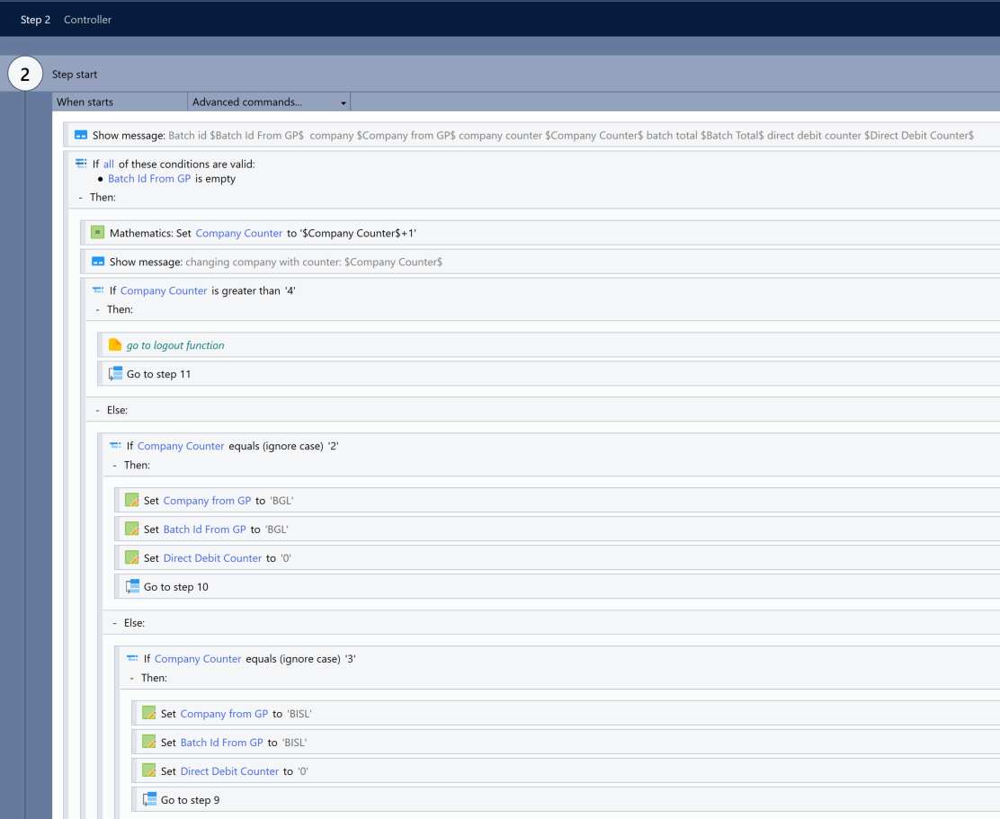 Step 2 Controller
2 Step start
When starts Advanced commands...
Show message: Batch id $Batch Id From GP$ company $Company from GP$ company counter $Company Counter$ batch total $Batch Total$ direct debit counter $Direct Debit Counter$
If all of these conditions are valid:
• Batch Id From GP is empty
- Then:
Mathematics: Set Company Counter to '$Company Counter$+1'
Show message: changing company with counter: $Company Counter$
If Company Counter is greater than '4'
- Then:
go to logout function
Go to step 11
- Else:
If Company Counter equals (ignore case) '2'
- Then:
Set Company from GP to 'BGL'
Set Batch Id From GP to 'BGL'
Set Direct Debit Counter to '0'
Go to step 10
- Else:
If Company Counter equals (ignore case) '3'
- Then:
Set Company from GP to 'BISL'
Set Batch Id From GP to 'BISL'
Set Direct Debit Counter to '0'
Go to step 9